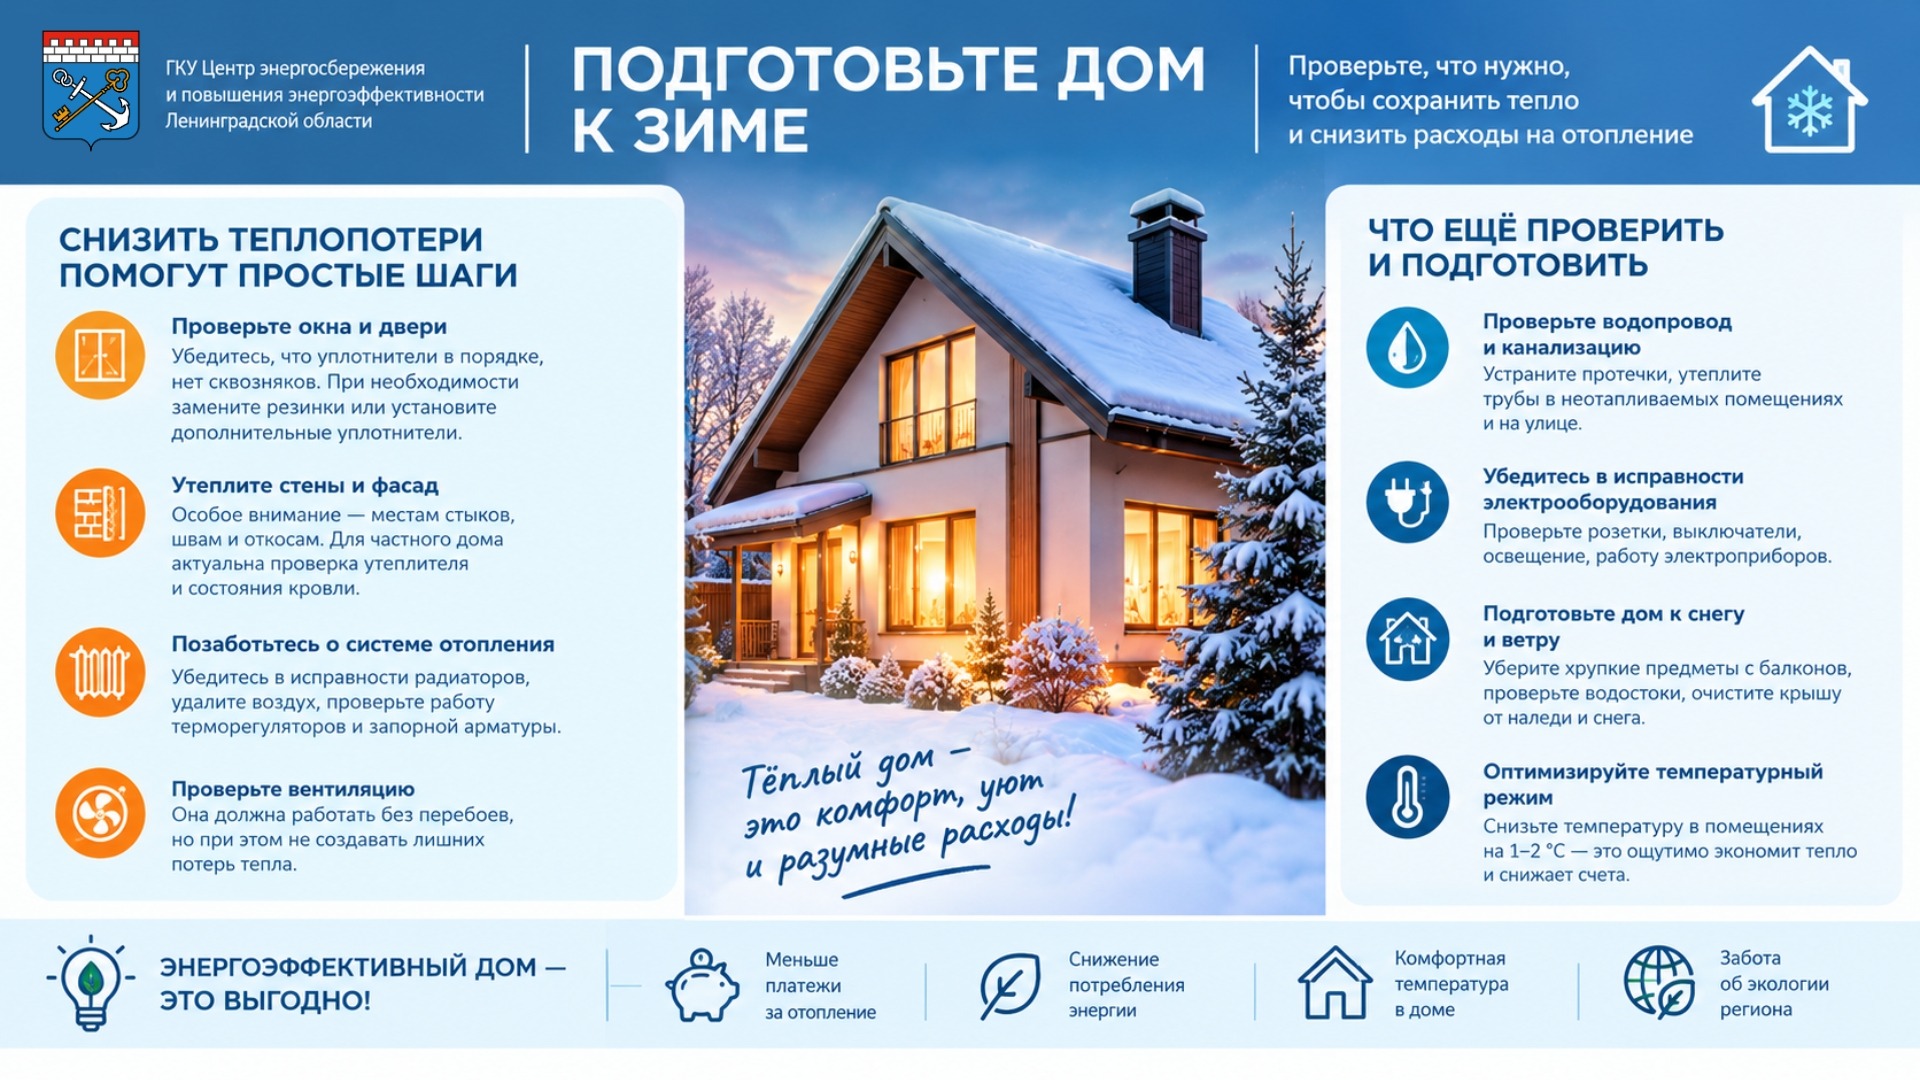 ГКУ Центр энергосбережения
и повышения энергоэффективности
Ленинградской области
ПОДГОТОВЬТЕ ДОМ
К ЗИМЕ
Проверьте, что нужно,
чтобы сохранить тепло
и снизить расходы на отопление
СНИЗИТЬ ТЕПЛОПОТЕРИ
ПОМОГУТ ПРОСТЫЕ ШАГИ
Проверьте окна и двери
Убедитесь, что уплотнители в порядке,
нет сквозняков. При необходимости
замените резинки или установите
дополнительные уплотнители.
Утеплите стены и фасад
Особое внимание — местам стыков,
швам и откосам. Для частного дома
актуальна проверка утеплителя
и состояния кровли.
Позаботьтесь о системе отопления
Убедитесь в исправности радиаторов,
удалите воздух, проверьте работу
терморегуляторов и запорной арматуры.
Проверьте вентиляцию
Она должна работать без перебоев,
но при этом не создавать лишних
потерь тепла.
Тёплый дом —
это комфорт, уют
и разумные расходы!
ЧТО ЕЩЁ ПРОВЕРИТЬ
И ПОДГОТОВИТЬ
Проверьте водопровод
и канализацию
Устраните протечки, утеплите
трубы в неотапливаемых помещениях
и на улице.
Убедитесь в исправности
электрооборудования
Проверьте розетки, выключатели,
освещение, работу электроприборов.
Подготовьте дом к снегу
и ветру
Уберите хрупкие предметы с балконов,
проверьте водостоки, очистите крышу
от наледи и снега.
Оптимизируйте температурный
режим
Снизьте температуру в помещениях
на 1–2 °C — это ощутимо экономит тепло
и снижает счета.
ЭНЕРГОЭФФЕКТИВНЫЙ ДОМ —
ЭТО ВЫГОДНО!
Меньше
платежи
за отопление
Снижение
потребления
энергии
Комфортная
температура
в доме
Забота
об экологии
региона